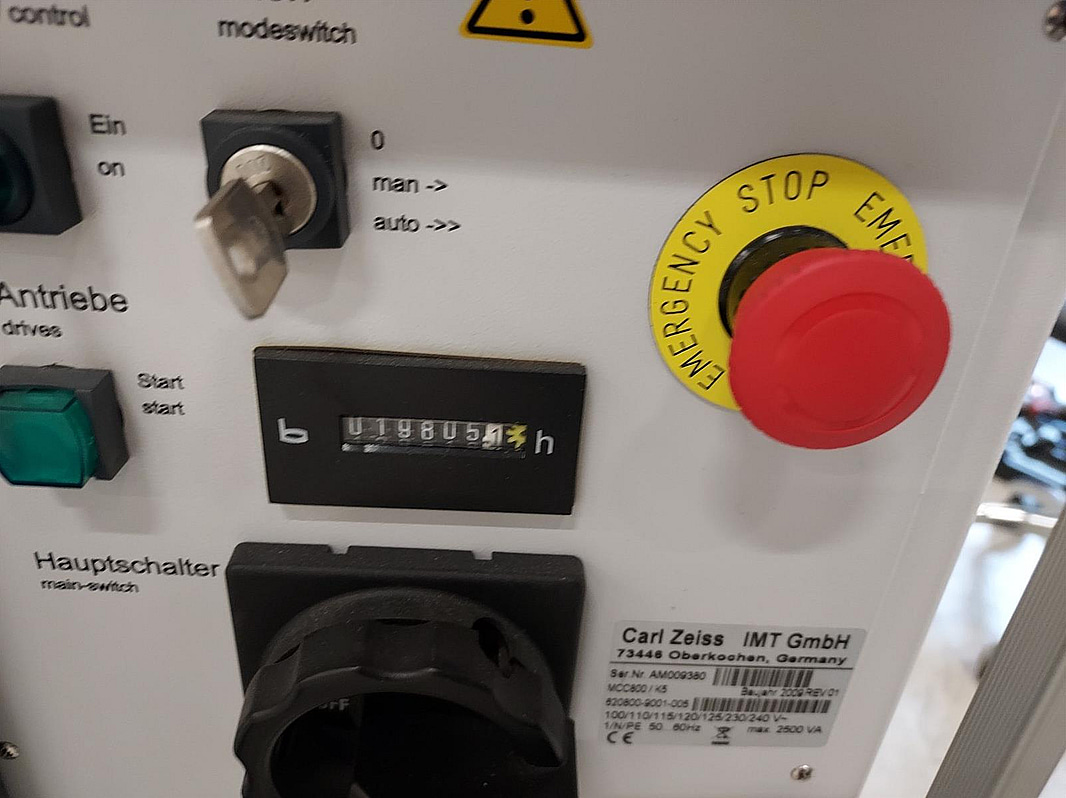 control
modeswitch
Ein
on
0
man ->
auto ->>
EMERGENCY STOP EMER
Antriebe
drives
Start
start
0198051
h
Hauptschalter
main-switch
Carl Zeiss IMT GmbH
73446 Oberkochen, Germany
Ser.Nr. AM009380
MCC800 / K5 Baujahr 2009 REV 01
620800-9001-005
100/110/115/120/125/230/240 V~
1/N/PE 50...60Hz max. 2500 VA
CE